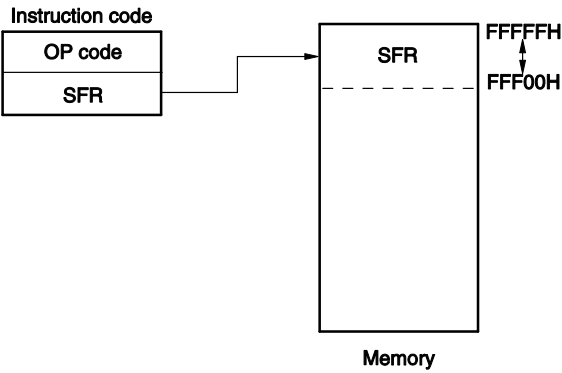 Instruction code
OP code
SFR
SFR
FFFFFH
FFF00H
Memory